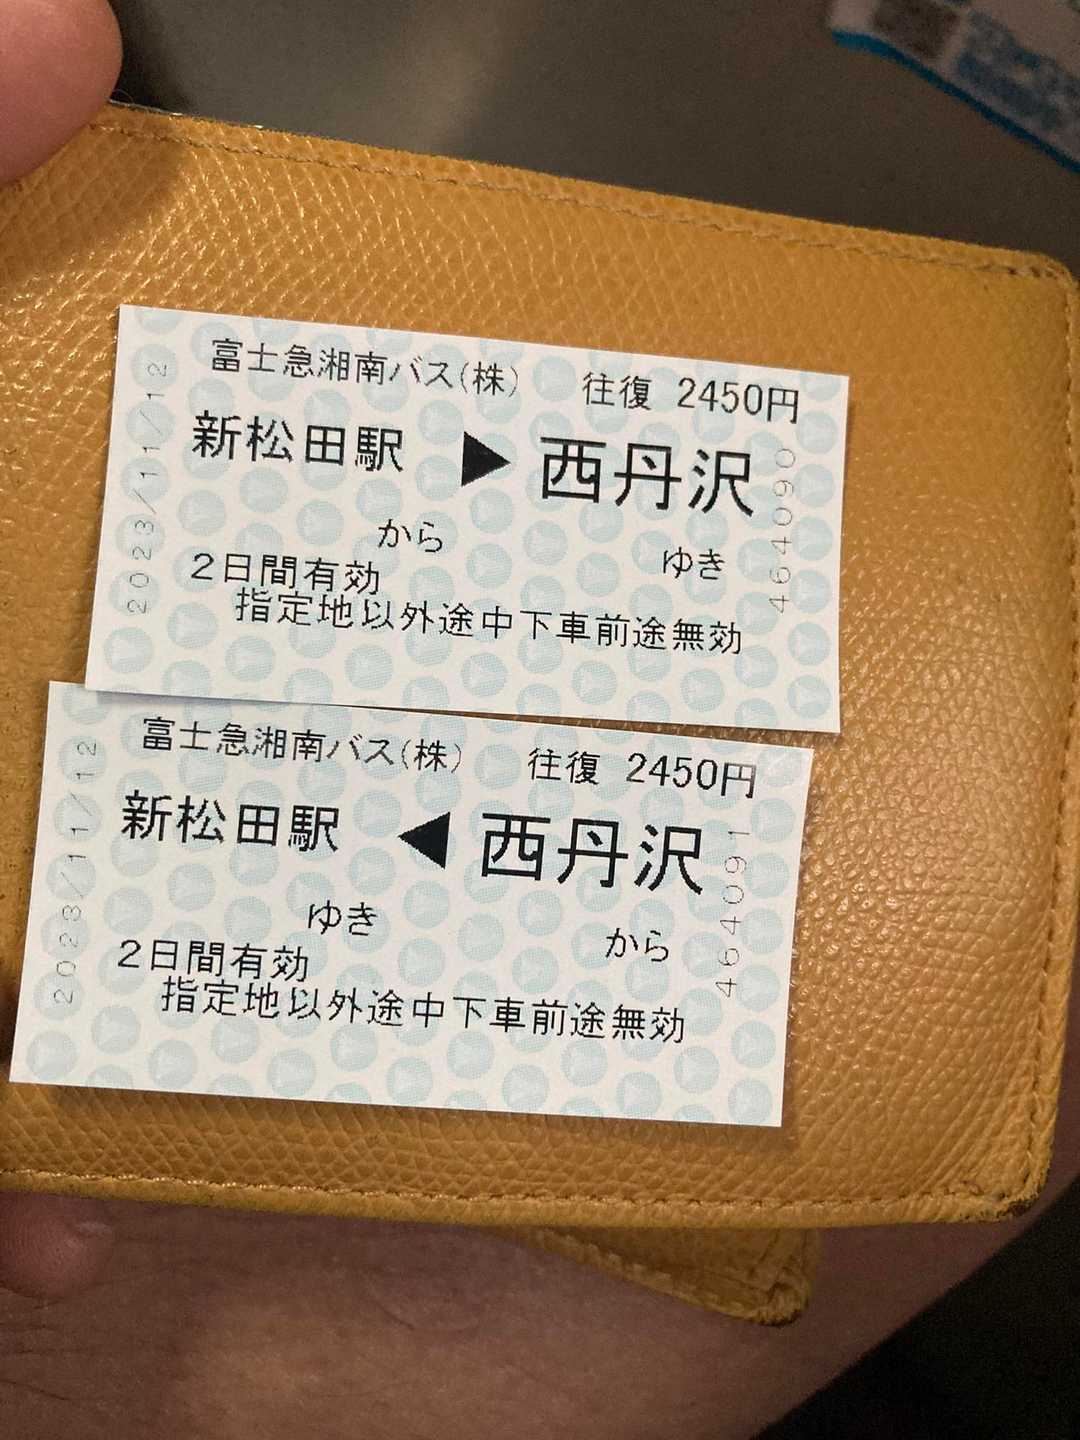 富士急湘南バス(株) 往復 2450円
新松田駅 ▶ 西丹沢
から ゆき
2日間有効
指定地以外途中下車前途無効
2023/11/12
4640090
富士急湘南バス(株) 往復 2450円
新松田駅 ◀ 西丹沢
ゆき から
2日間有効
指定地以外途中下車前途無効
2023/11/12
4640091